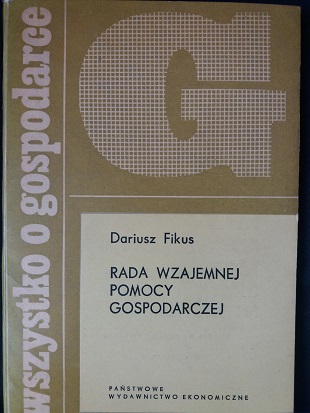 wszystko o gospodarce
G
Dariusz Fikus
RADA WZAJEMNEJ
POMOCY
GOSPODARCZEJ
PAŃSTWOWE
WYDAWNICTWO EKONOMICZNE